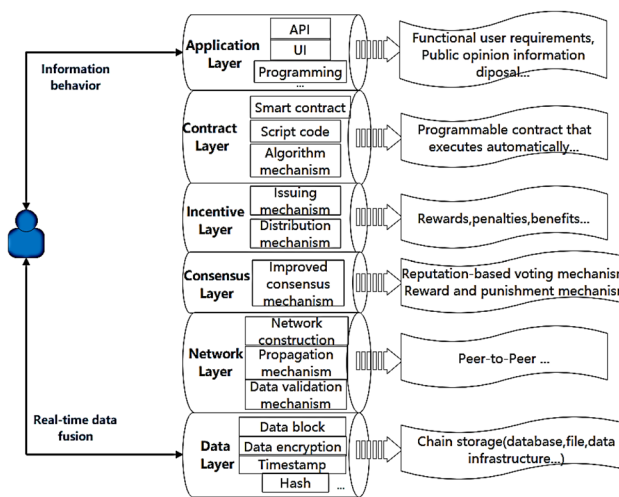 API
UI
Programming
...
Application
Layer
Functional user requirements,
Public opinion information
diposal...
Information
behavior
Smart contract
Script code
Algorithm
mechanism
Contract
Layer
Programmable contract that
executes automatically...
Issuing
mechanism
Distribution
mechanism
Incentive
Layer
Rewards,penalties,benefits...
Improved
consensus
mechanism
Consensus
Layer
Reputation-based voting mechanism
Reward and punishment mechanism
Network
construction
Propagation
mechanism
Data validation
mechanism
Network
Layer
Peer-to-Peer ...
Real-time data
fusion
Data block
Data encryption
Timestamp
Hash
...
Data
Layer
Chain storage(database,file,data
infrastructure...)